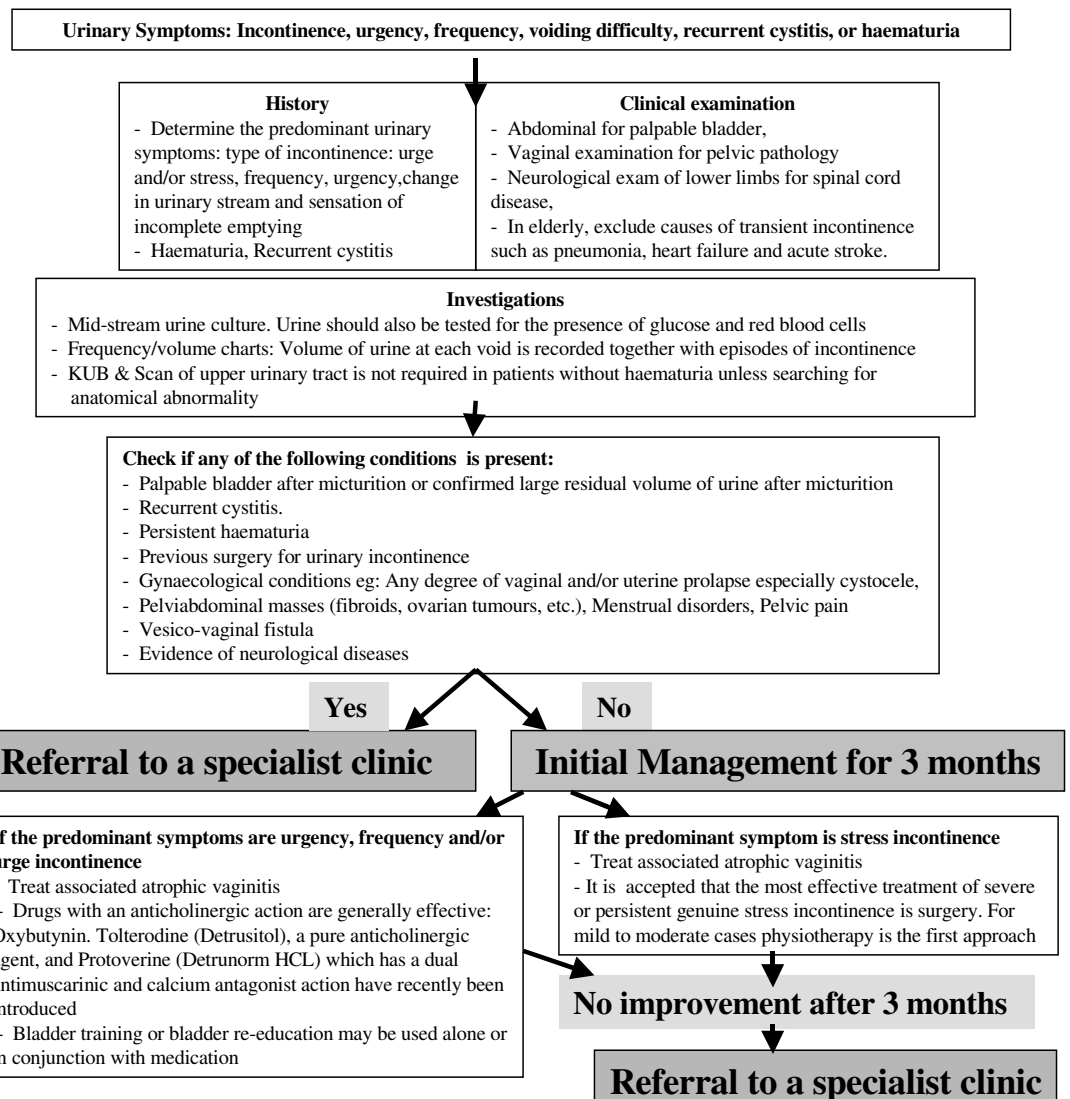 Urinary Symptoms: Incontinence, urgency, frequency, voiding difficulty, recurrent cystitis, or haematuria
History
- Determine the predominant urinary
symptoms: type of incontinence: urge
and/or stress, frequency, urgency,change
in urinary stream and sensation of
incomplete emptying
- Haematuria, Recurrent cystitis
Clinical examination
- Abdominal for palpable bladder,
- Vaginal examination for pelvic pathology
- Neurological exam of lower limbs for spinal cord
disease,
- In elderly, exclude causes of transient incontinence
such as pneumonia, heart failure and acute stroke.
Investigations
- Mid-stream urine culture. Urine should also be tested for the presence of glucose and red blood cells
- Frequency/volume charts: Volume of urine at each void is recorded together with episodes of incontinence
- KUB & Scan of upper urinary tract is not required in patients without haematuria unless searching for
anatomical abnormality
Check if any of the following conditions is present:
- Palpable bladder after micturition or confirmed large residual volume of urine after micturition
- Recurrent cystitis.
- Persistent haematuria
- Previous surgery for urinary incontinence
- Gynaecological conditions eg: Any degree of vaginal and/or uterine prolapse especially cystocele,
- Pelviabdominal masses (fibroids, ovarian tumours, etc.), Menstrual disorders, Pelvic pain
- Vesico-vaginal fistula
- Evidence of neurological diseases
Yes
No
Referral to a specialist clinic
Initial Management for 3 months
f the predominant symptoms are urgency, frequency and/or
urge incontinence
Treat associated atrophic vaginitis
- Drugs with an anticholinergic action are generally effective:
Oxybutynin. Tolterodine (Detrusitol), a pure anticholinergic
gent, and Protoverine (Detrunorm HCL) which has a dual
ntimuscarinic and calcium antagonist action have recently been
ntroduced
- Bladder training or bladder re-education may be used alone or
n conjunction with medication
If the predominant symptom is stress incontinence
- Treat associated atrophic vaginitis
- It is accepted that the most effective treatment of severe
or persistent genuine stress incontinence is surgery. For
mild to moderate cases physiotherapy is the first approach
No improvement after 3 months
Referral to a specialist clinic